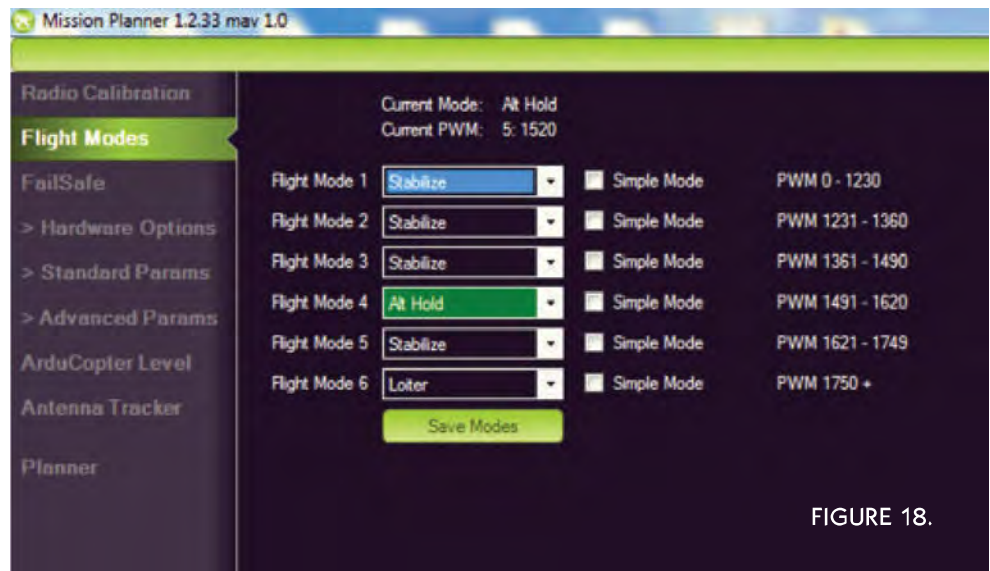 Mission Planner 1.2.33 mav 1.0
Radio Calibration
Flight Modes
FailSafe
> Hardware Options
> Standard Params
> Advanced Params
ArduCopter Level
Antenna Tracker
Planner
Current Mode: Alt Hold
Current PWM: 5: 1520
Flight Mode 1 Stabilize Simple Mode PWM 0 - 1230
Flight Mode 2 Stabilize Simple Mode PWM 1231 - 1360
Flight Mode 3 Stabilize Simple Mode PWM 1361 - 1490
Flight Mode 4 Alt Hold Simple Mode PWM 1491 - 1620
Flight Mode 5 Stabilize Simple Mode PWM 1621 - 1749
Flight Mode 6 Loiter Simple Mode PWM 1750 +
Save Modes
FIGURE 18.